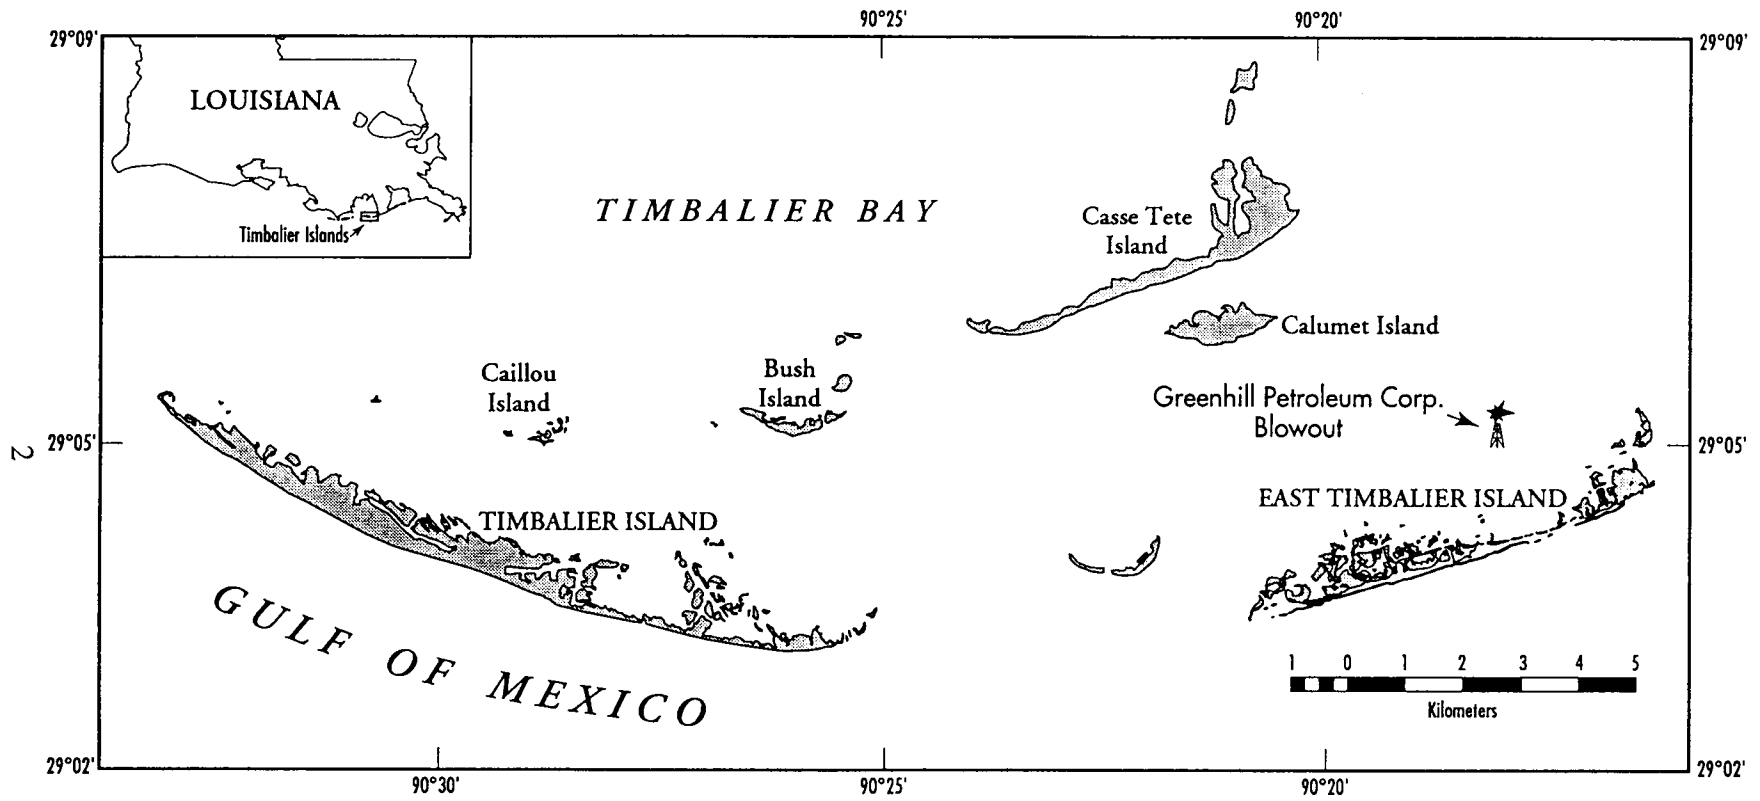 90°25' 90°20'
29°09' 29°09'
LOUISIANA
Timbalier Islands
TIMBALIER BAY
Casse Tete
Island
Calumet Island
Caillou
Island
Bush
Island
Greenhill Petroleum Corp.
Blowout
2
29°05' 29°05'
EAST TIMBALIER ISLAND
TIMBALIER ISLAND
GULF OF MEXICO
1 0 1 2 3 4 5
Kilometers
29°02' 29°02'
90°30' 90°25' 90°20'